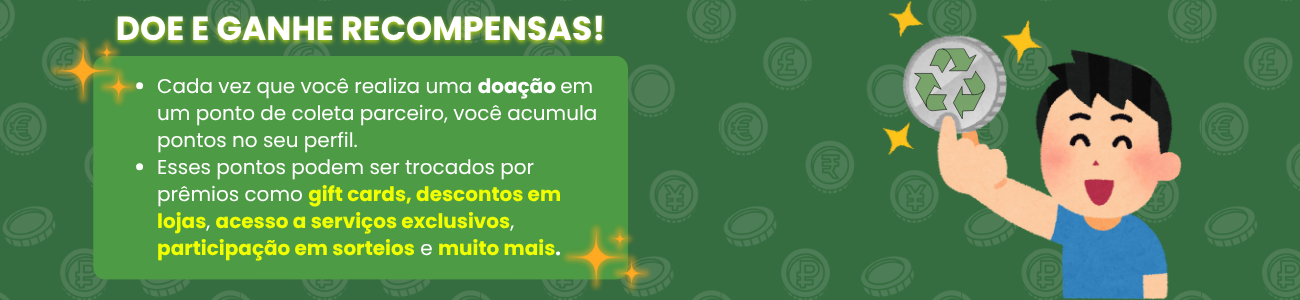 DOE E GANHE RECOMPENSAS!
• Cada vez que você realiza uma doação em
um ponto de coleta parceiro, você acumula
pontos no seu perfil.
• Esses pontos podem ser trocados por
prêmios como gift cards, descontos em
lojas, acesso a serviços exclusivos,
participação em sorteios e muito mais.